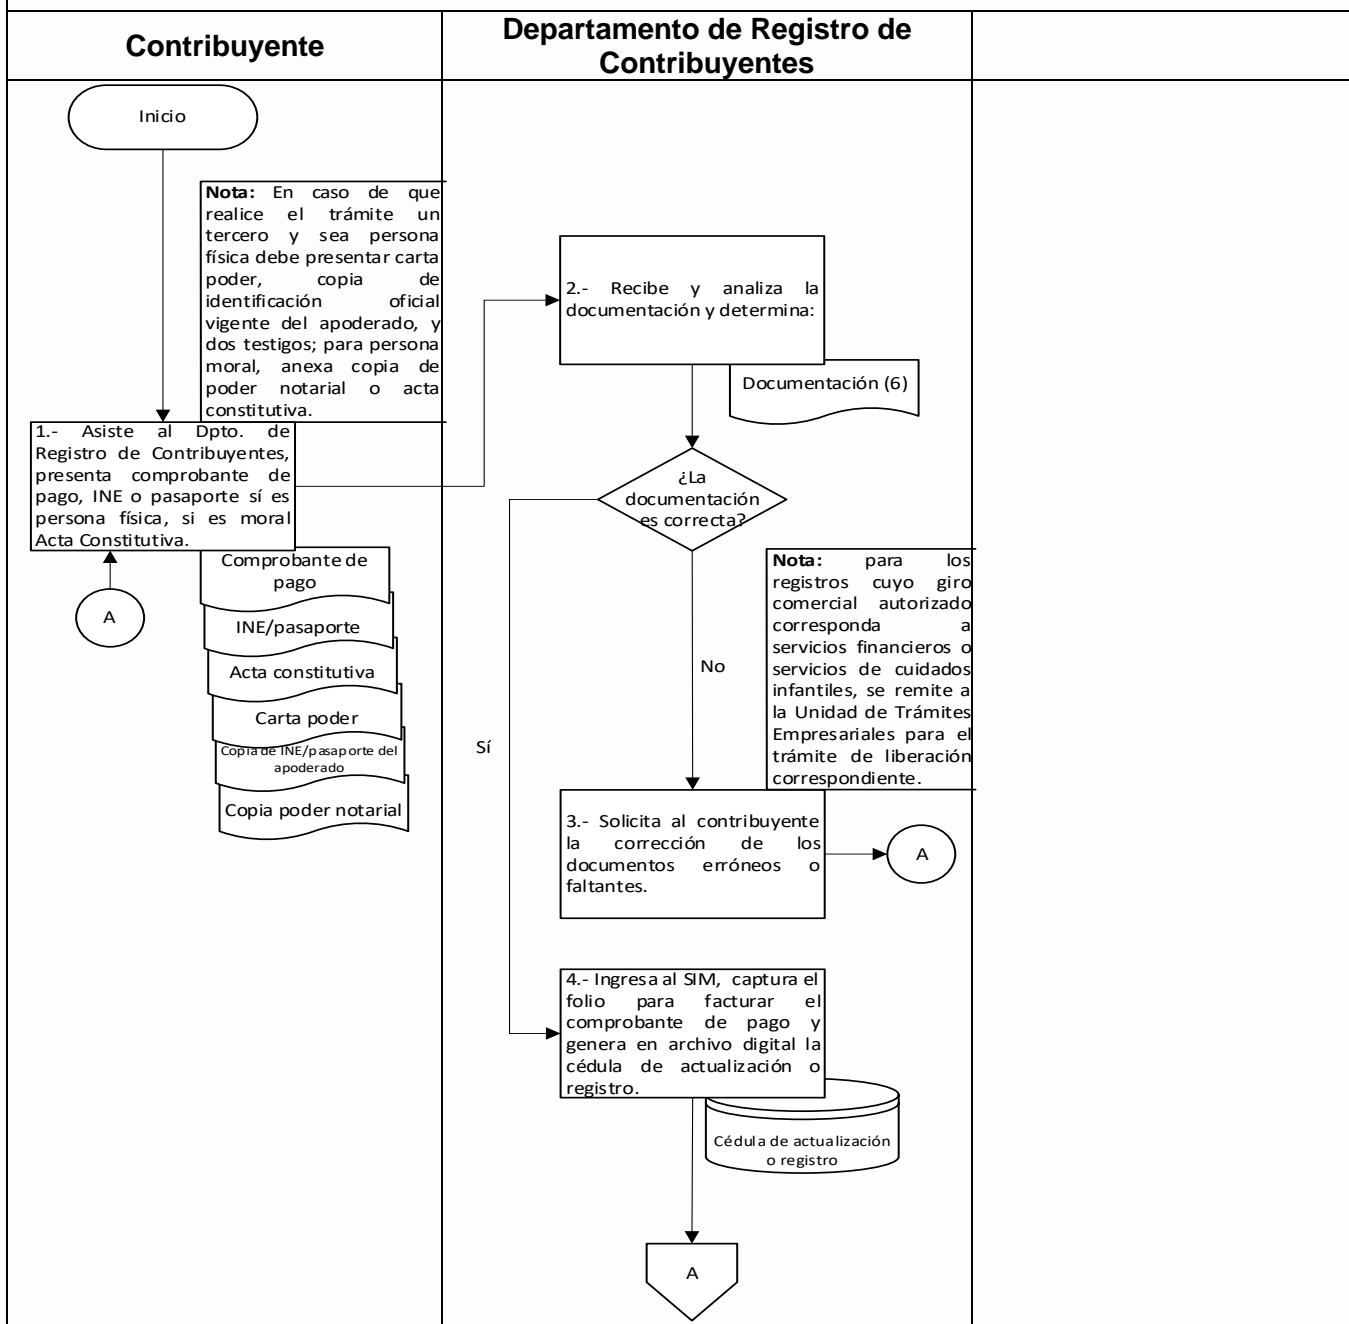 Contribuyente
Departamento de Registro de
Contribuyentes
Inicio
Nota: En caso de que
realice el trámite un
tercero y sea persona
física debe presentar carta
poder, copia de
identificación oficial
vigente del apoderado, y
dos testigos; para persona
moral, anexa copia de
poder notarial o acta
constitutiva.
1.- Asiste al Dpto. de
Registro de Contribuyentes,
presenta comprobante de
pago, INE o pasaporte sí es
persona física, si es moral
Acta Constitutiva.
A
Comprobante de
pago
INE/pasaporte
Acta constitutiva
Carta poder
Copia de INE/pasaporte del
apoderado
Copia poder notarial
2.- Recibe y analiza la
documentación y determina:
Documentación (6)
¿La
documentación
es correcta?
No
Sí
Nota: para los
registros cuyo giro
comercial autorizado
corresponda a
servicios financieros o
servicios de cuidados
infantiles, se remite a
la Unidad de Trámites
Empresariales para el
trámite de liberación
correspondiente.
3.- Solicita al contribuyente
la corrección de los
documentos erróneos o
faltantes.
A
4.- Ingresa al SIM, captura el
folio para facturar el
comprobante de pago y
genera en archivo digital la
cédula de actualización o
registro.
Cédula de actualización
o registro
A